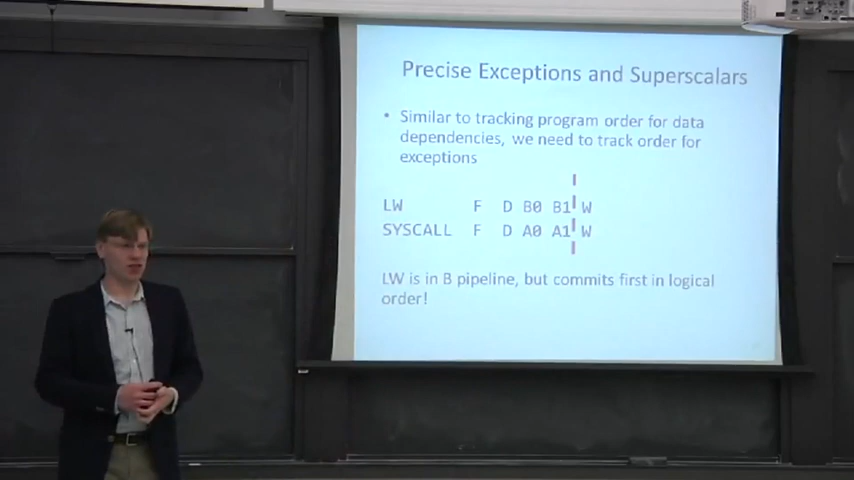 Precise Exceptions and Superscalars
• Similar to tracking program order for data
dependencies, we need to track order for
exceptions
LW F D B0 B1 W
SYSCALL F D A0 A1 W
LW is in B pipeline, but commits first in logical
order!